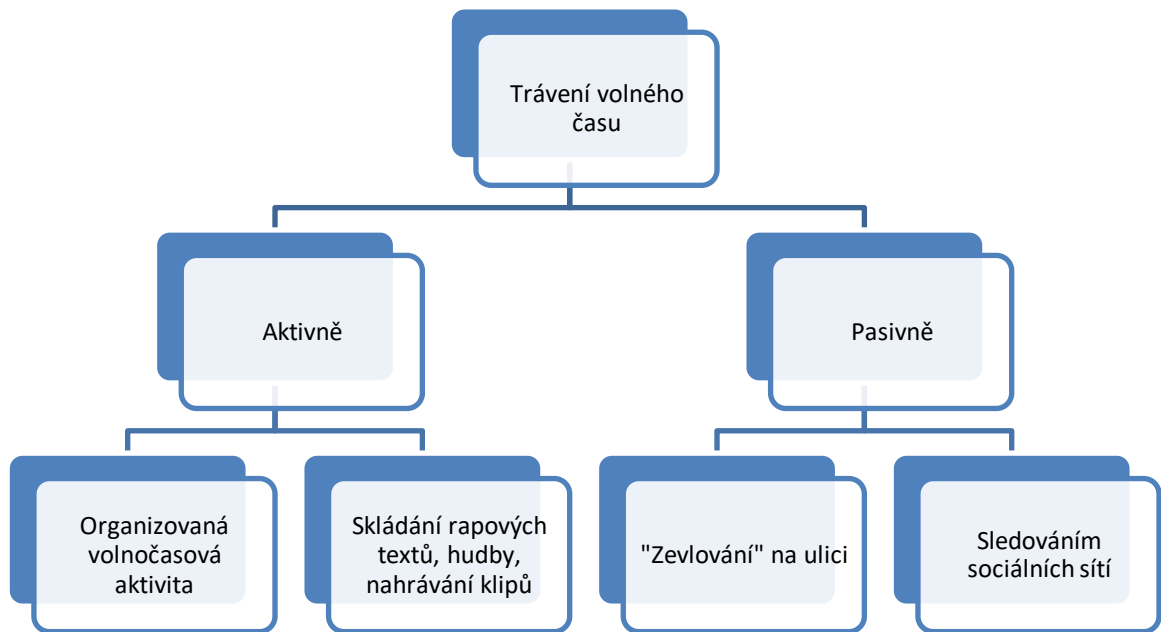 Trávení volného
času
Aktivně
Pasivně
Organizovaná
volnočasová
aktivita
Skládání rapových
textů, hudby,
nahrávání klipů
"Zevlování" na ulici
Sledováním
sociálních sítí